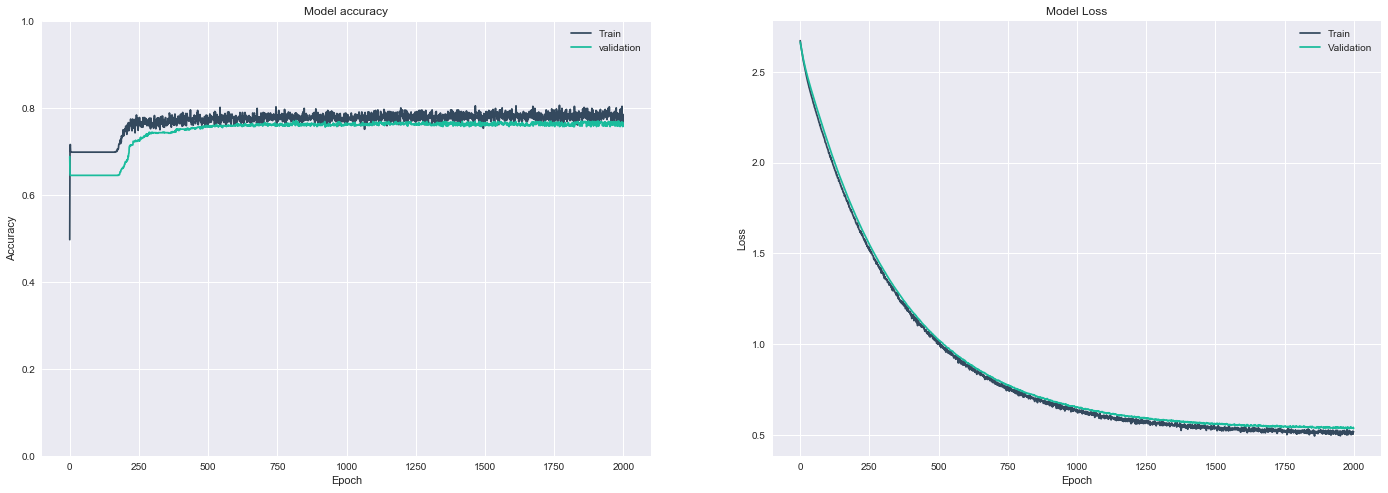 Model accuracy
Train
validation
1.0
0.8
0.6
0.4
0.2
0.0
Accuracy
0 250 500 750 1000 1250 1500 1750 2000
Epoch
Model Loss
Train
Validation
2.5
2.0
1.5
1.0
0.5
Loss
0 250 500 750 1000 1250 1500 1750 2000
Epoch